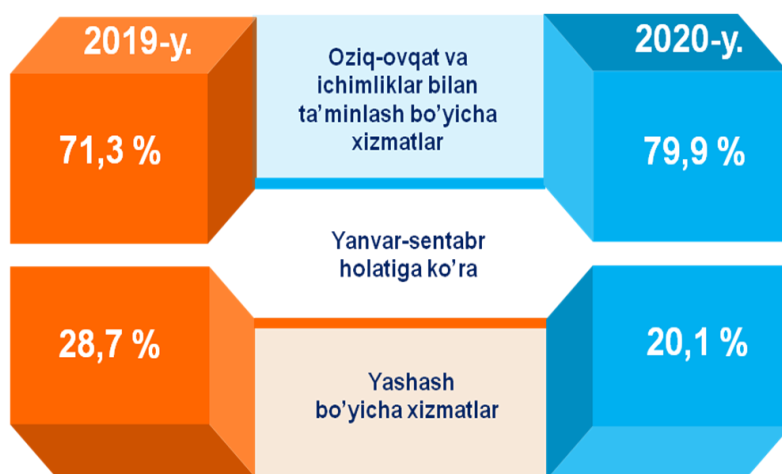 2019-y.
Oziq-ovqat va
ichimliklar bilan
ta’minlash bo’yicha
xizmatlar
2020-y.
71,3 %
79,9 %
Yanvar-sentabr
holatiga ko’ra
28,7 %
20,1 %
Yashash
bo’yicha xizmatlar